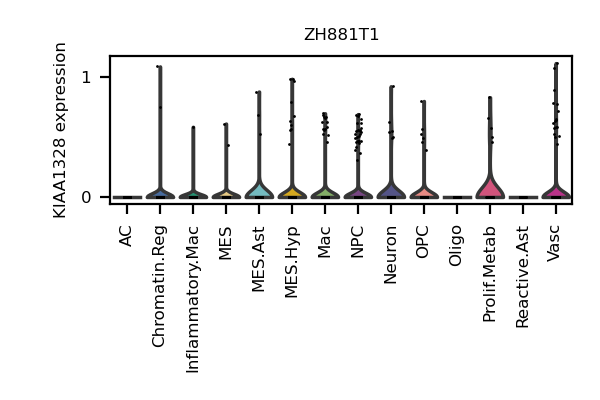 ZH881T1
KIAA1328 expression
1
0
AC
Chromatin.Reg
Inflammatory.Mac
MES
MES.Ast
MES.Hyp
Mac
NPC
Neuron
OPC
Oligo
Prolif.Metab
Reactive.Ast
Vasc